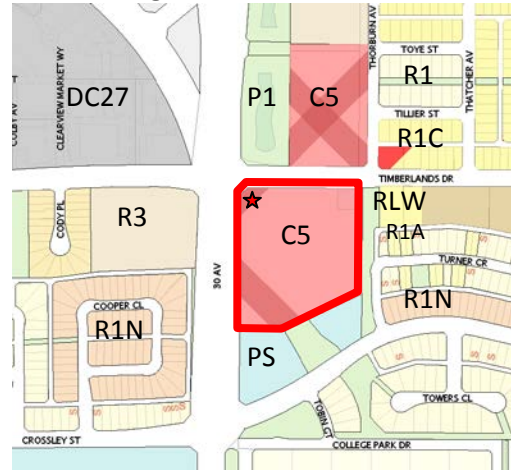 THORBURN AV
TOYE ST
R1
DC27
P1
C5
THATCHER AV
COLBY AV
CLEARVIEW MARKET WY
TILLIER ST
R1C
TIMBERLANDS DR
CODY PL
R3
RLW
C5
R1A
TURNER CR
S
30 AV
COOPER CL
R1N
R1N
PS
TOWERS CL
TOBIN GT
CROSSLEY ST
COLLEGE PARK DR